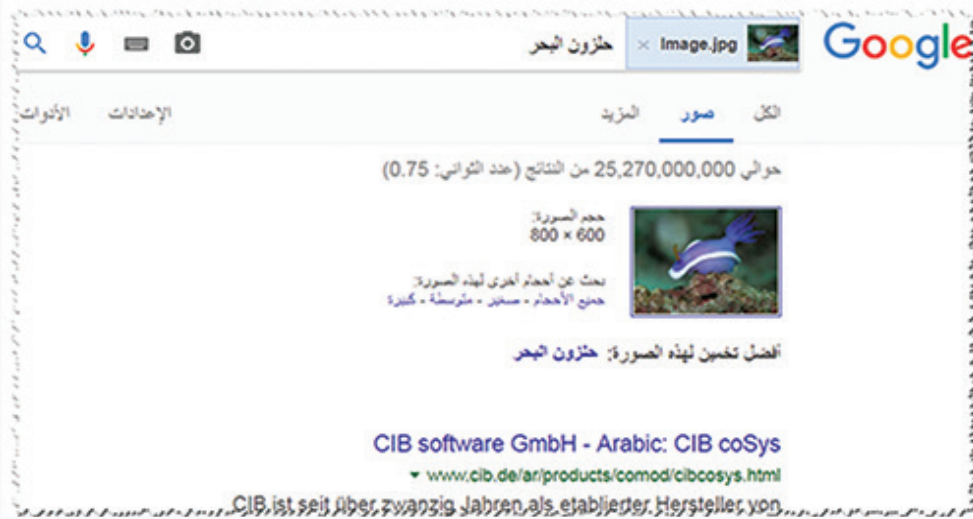 Google Image.jpg × حلزون البحر
الكل صور المزيد الإعدادات الأدوات
حوالي 25,270,000,000 من النتائج (عدد الثواني: 0.75)
حجم الصورة:
800 × 600
بحث عن أحجام أخرى لهذه الصورة:
جميع الأحجام - صغير - متوسطة - كبيرة
أفضل تخمين لهذه الصورة: حلزون البحر
CIB software GmbH - Arabic: CIB coSys
www.cib.de/ar/products/comod/cibcosys.html
CIB ist seit über zwanzig Jahren als etablierter Hersteller von